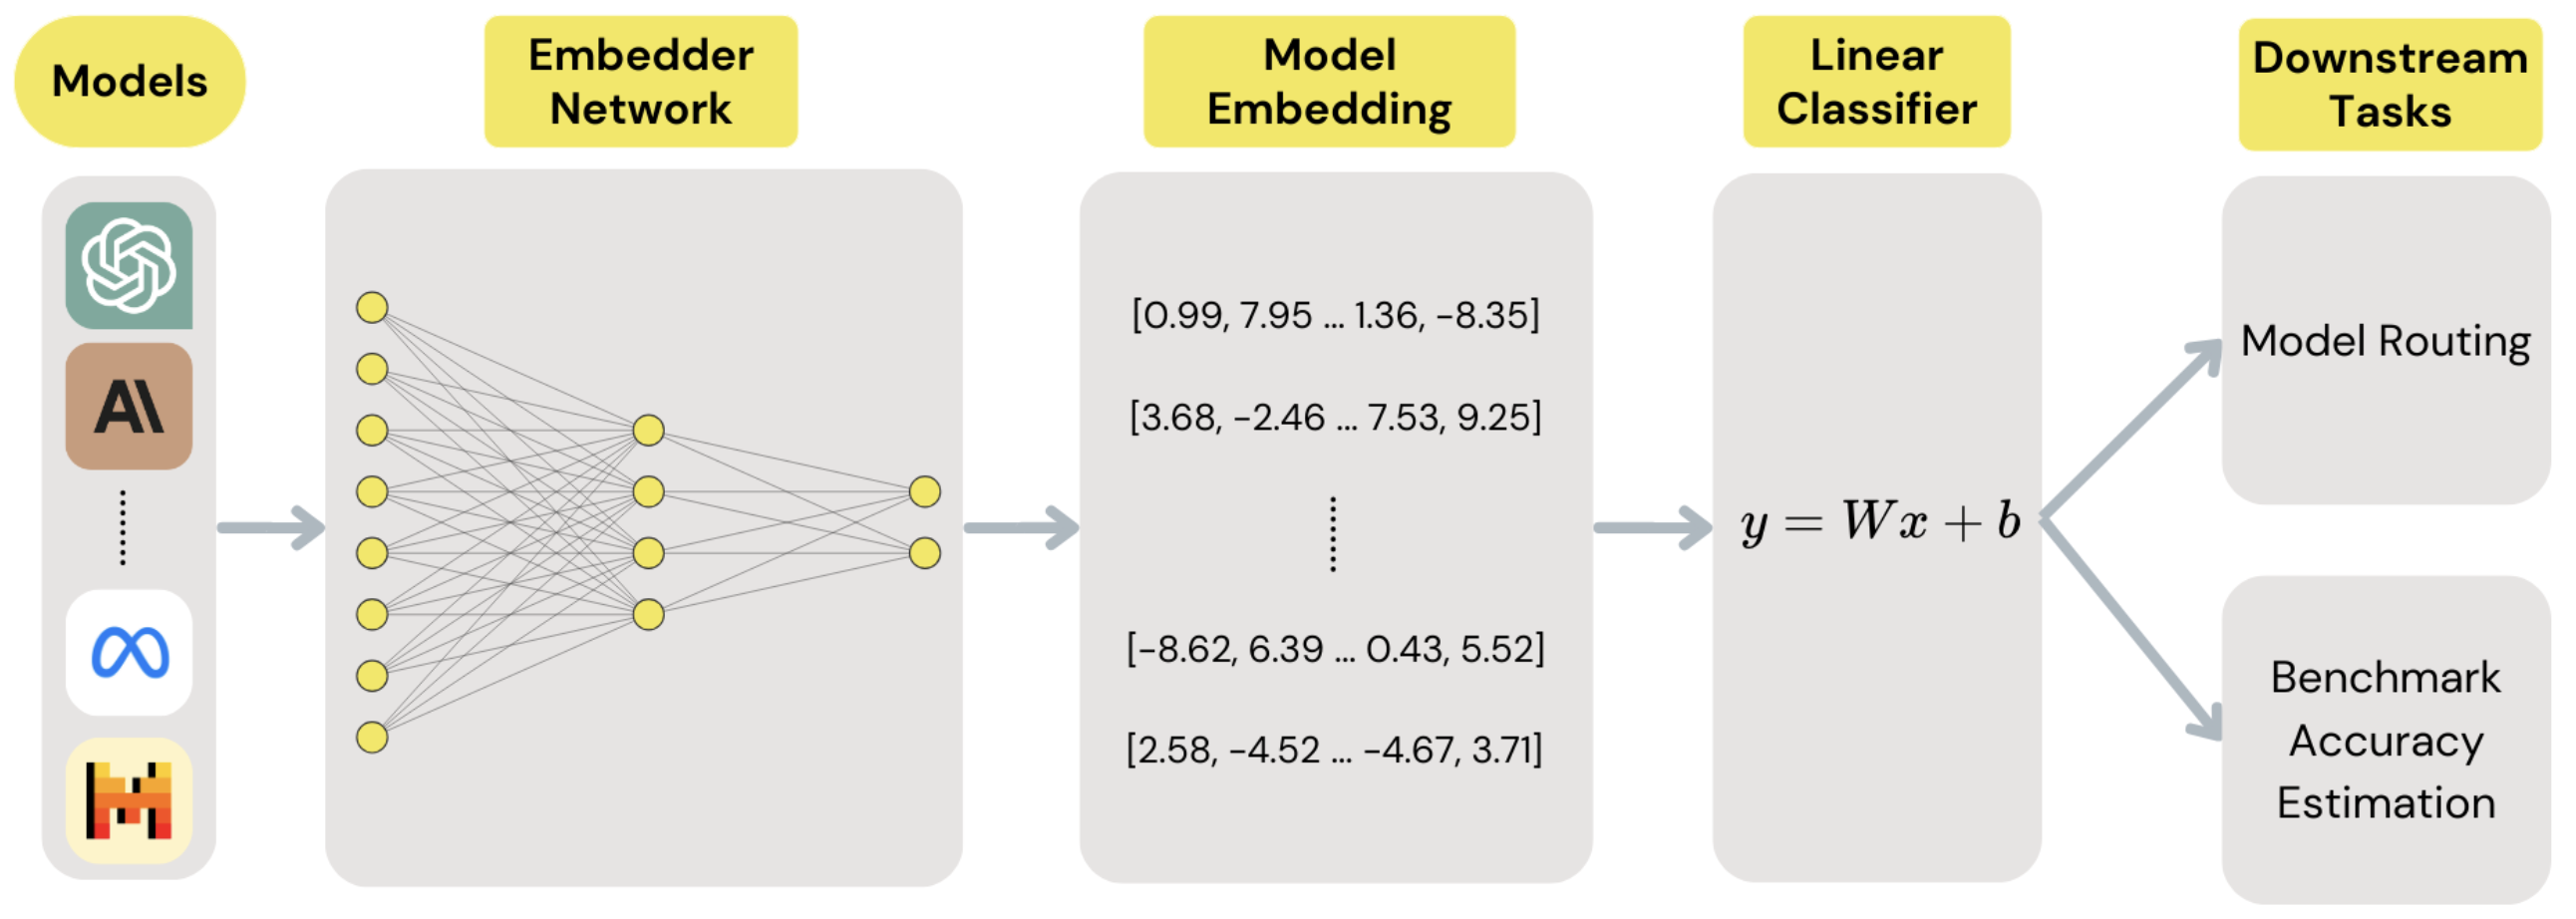 Models
Embedder
Network
Model
Embedding
Linear
Classifier
Downstream
Tasks
A\
[0.99, 7.95 ... 1.36, -8.35]
[3.68, -2.46 ... 7.53, 9.25]
[-8.62, 6.39 ... 0.43, 5.52]
[2.58, -4.52 ... -4.67, 3.71]
y = Wx + b
Model Routing
Benchmark
Accuracy
Estimation